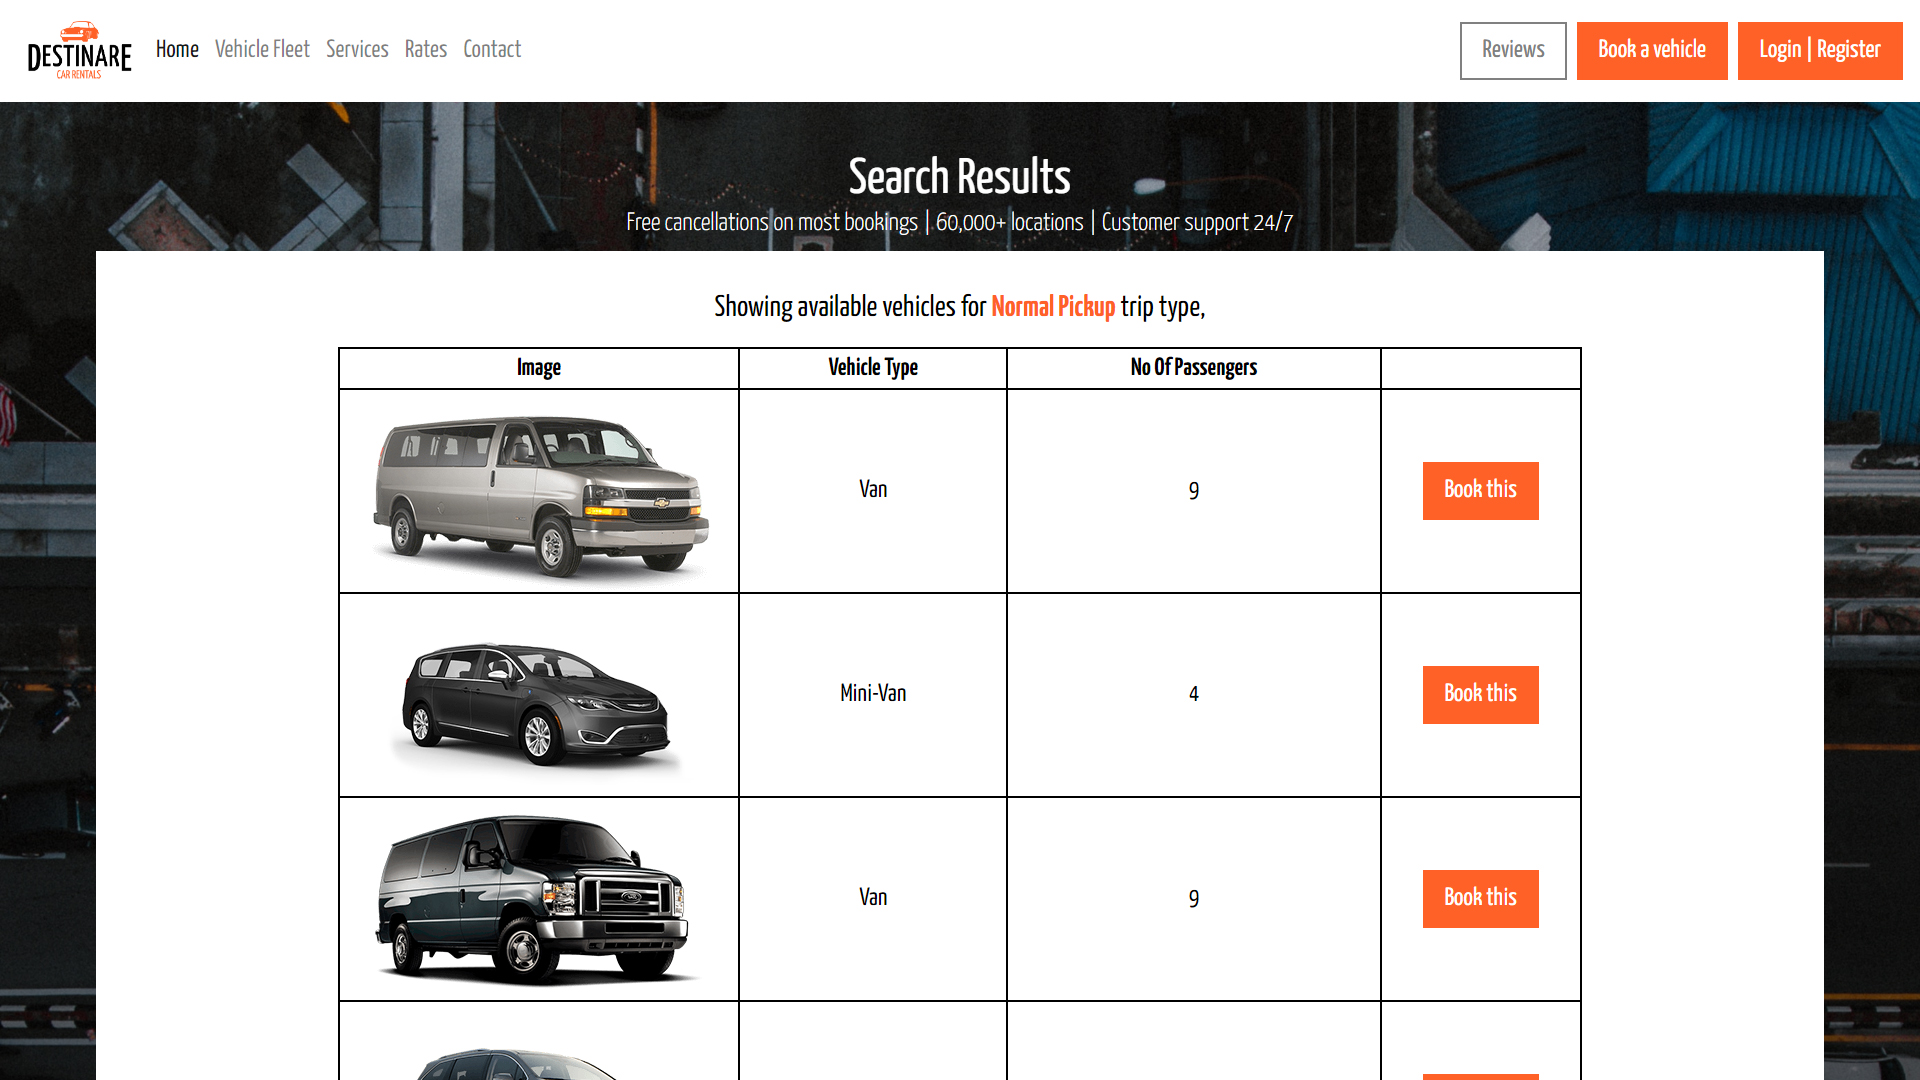 DESTINARE
CAR RENTALS
Home Vehicle Fleet Services Rates Contact
Reviews Book a vehicle Login | Register
Search Results
Free cancellations on most bookings | 60,000+ locations | Customer support 24/7
Showing available vehicles for Normal Pickup trip type,
Image Vehicle Type No Of Passengers
Van 9 Book this
Mini-Van 4 Book this
Van 9 Book this